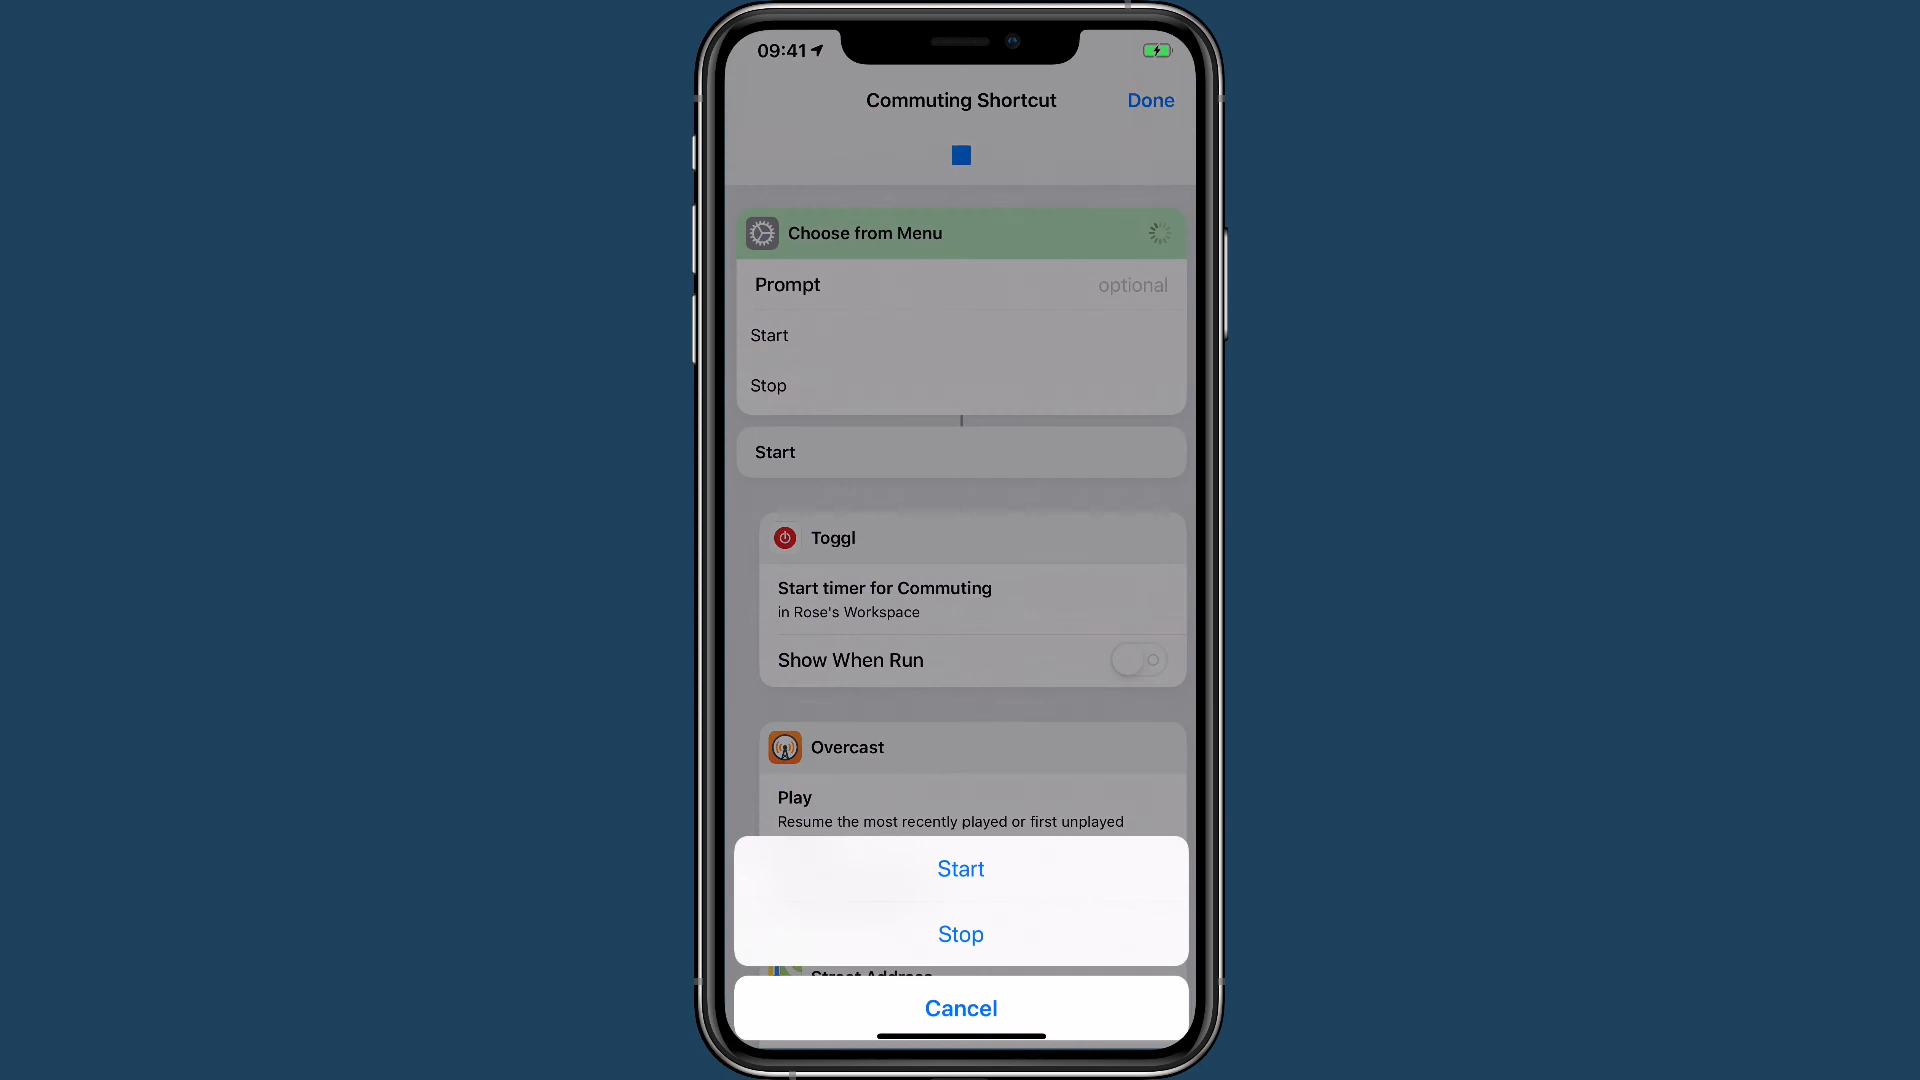 09:41
Commuting Shortcut
Done
Choose from Menu
Prompt
optional
Start
Stop
Start
Toggl
Start timer for Commuting
in Rose's Workspace
Show When Run
Overcast
Play
Resume the most recently played or first unplayed
Start
Stop
Street Address
Cancel